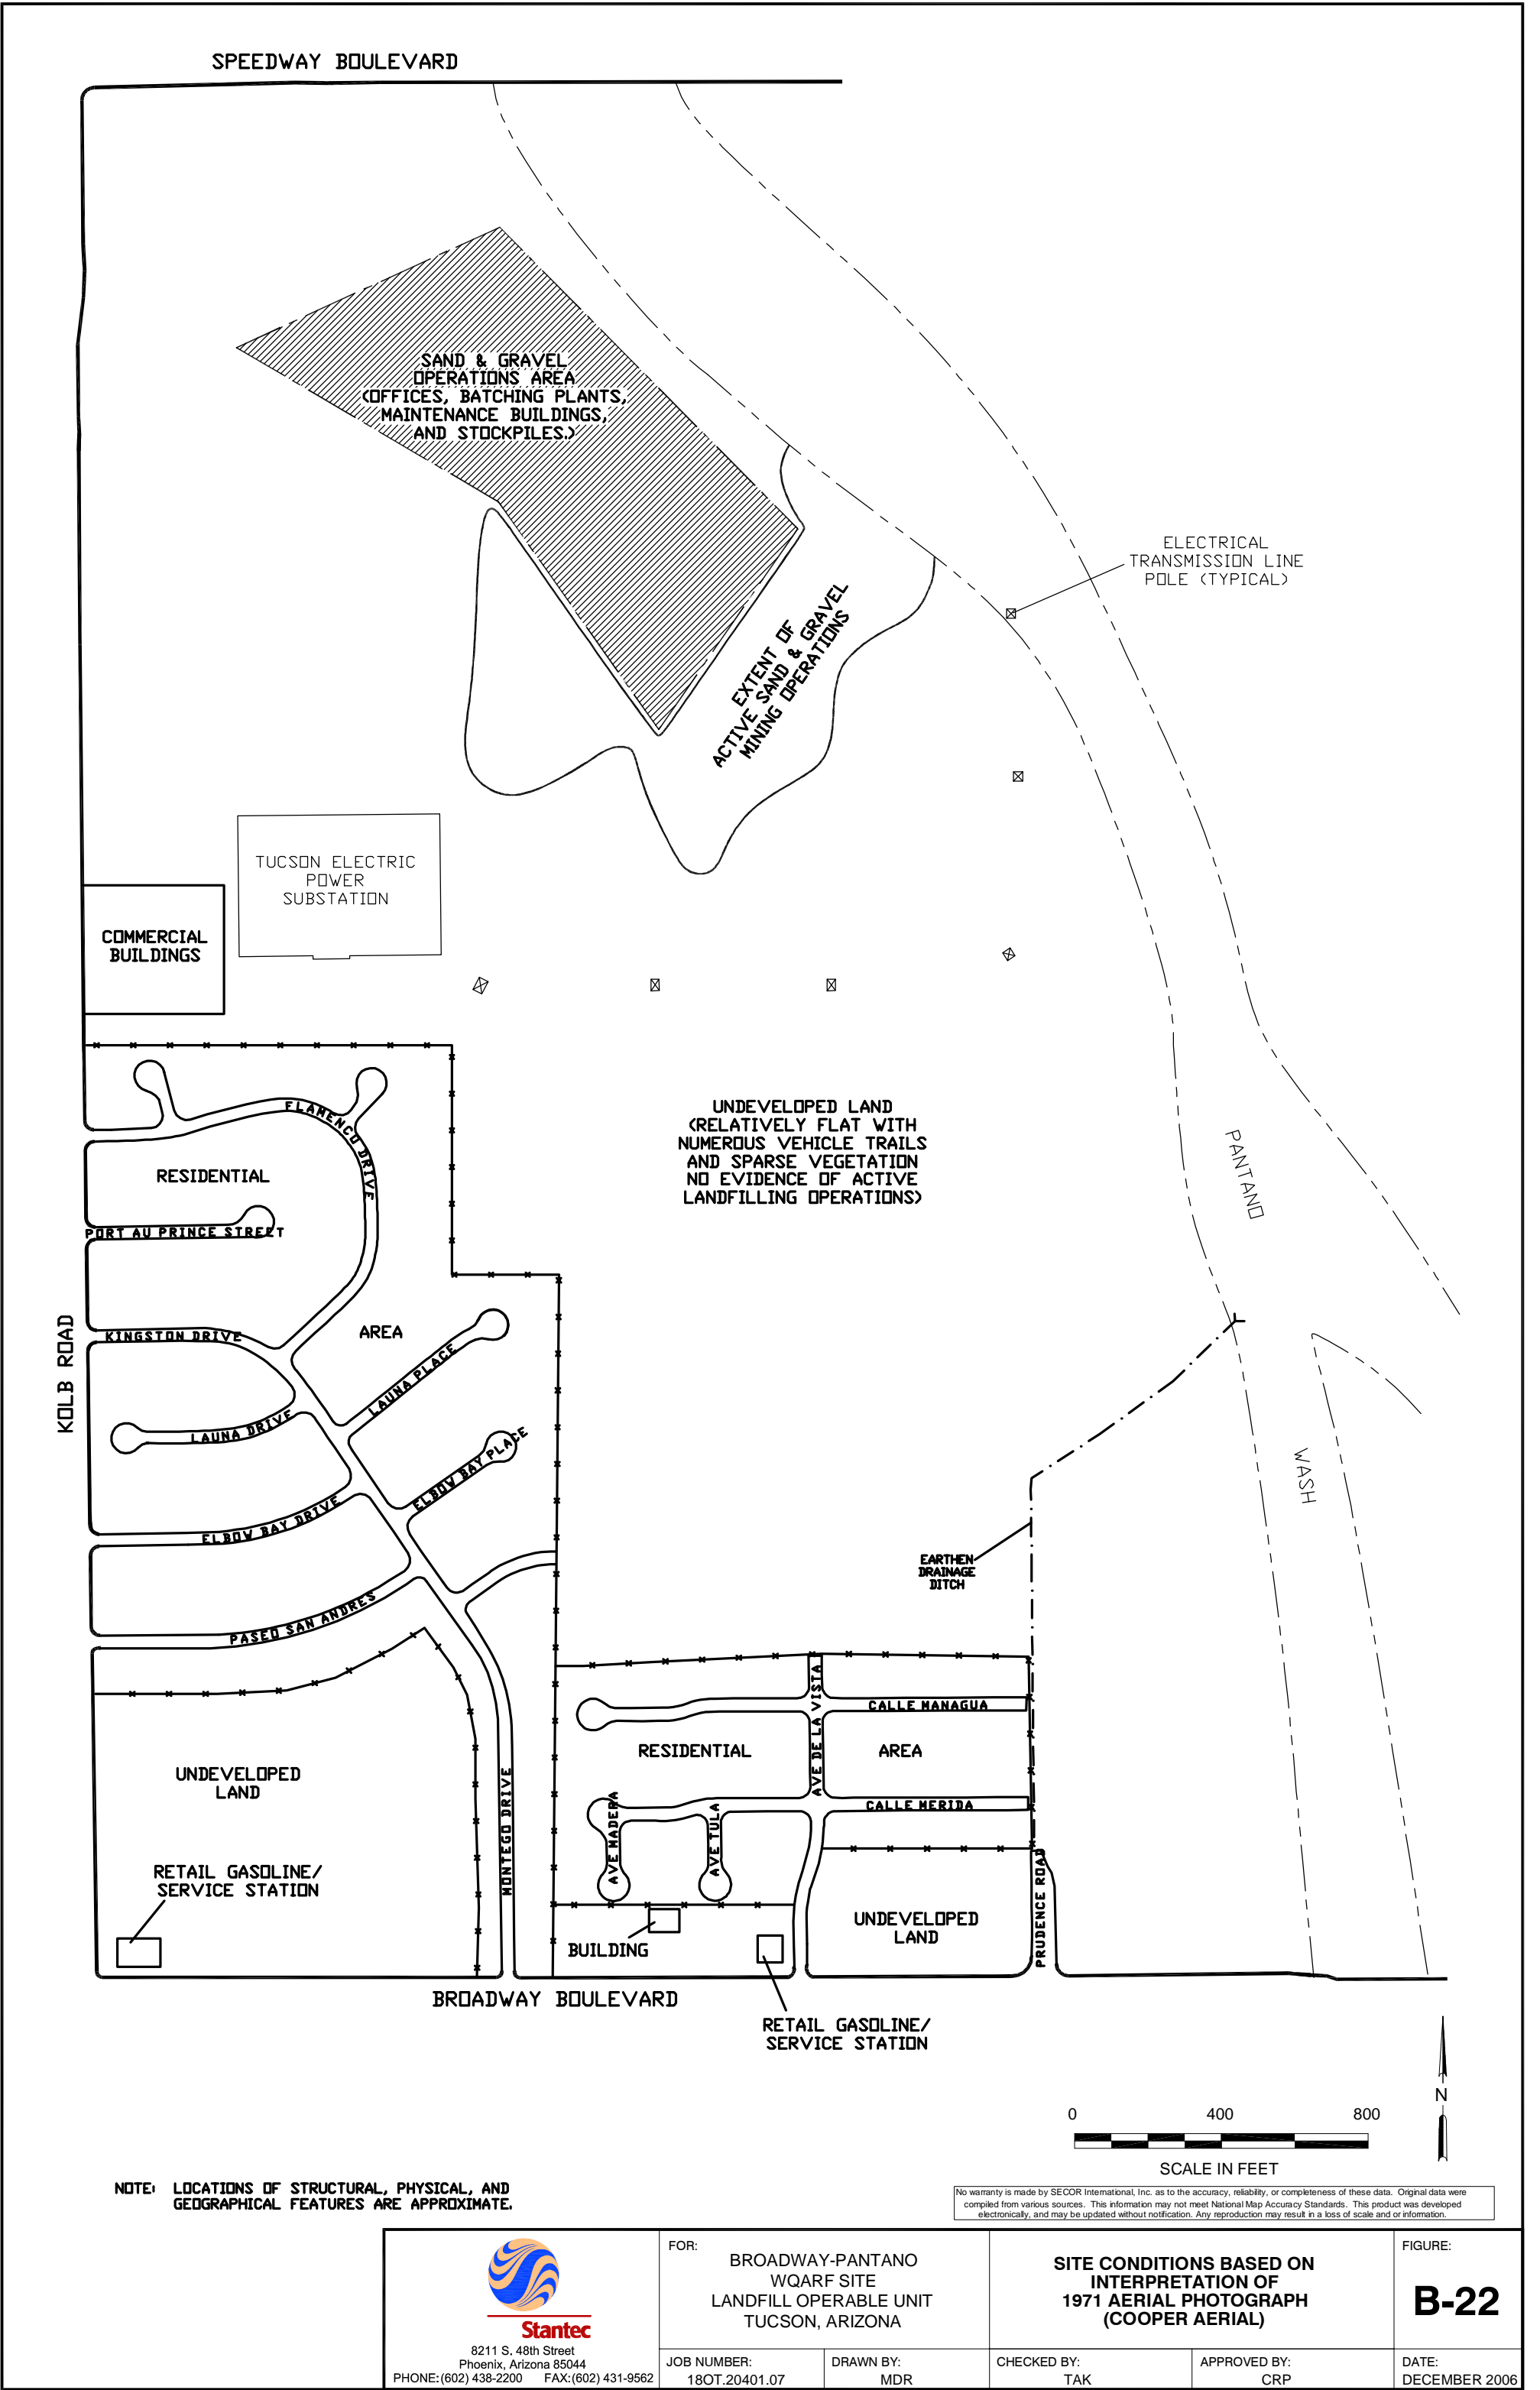 SPEEDWAY BOULEVARD
SAND & GRAVEL
OPERATIONS AREA
(OFFICES, BATCHING PLANTS,
MAINTENANCE BUILDINGS,
AND STOCKPILES.)
ELECTRICAL
TRANSMISSION LINE
POLE (TYPICAL)
EXTENT OF
ACTIVE SAND & GRAVEL
MINING OPERATIONS
TUCSON ELECTRIC
POWER
SUBSTATION
COMMERCIAL
BUILDINGS
UNDEVELOPED LAND
(RELATIVELY FLAT WITH
NUMEROUS VEHICLE TRAILS
AND SPARSE VEGETATION
NO EVIDENCE OF ACTIVE
LANDFILLING OPERATIONS)
FLAMENCO DRIVE
RESIDENTIAL
PORT AU PRINCE STREET
PANTANO
KOLB ROAD
KINGSTON DRIVE
AREA
LAUNA PLACE
LAUNA DRIVE
ELBOW BAY PLACE
WASH
ELBOW BAY DRIVE
EARTHEN
DRAINAGE
DITCH
PASEO SAN ANDRES
AVE DE LA VISTA
CALLE MANAGUA
RESIDENTIAL
AREA
UNDEVELOPED
LAND
MONTEGO DRIVE
AVE MADERA
AVE TULA
CALLE MERIDA
RETAIL GASOLINE/
SERVICE STATION
PRUDENCE ROAD
UNDEVELOPED
LAND
BUILDING
BROADWAY BOULEVARD
RETAIL GASOLINE/
SERVICE STATION
N
0 400 800
SCALE IN FEET
NOTE: LOCATIONS OF STRUCTURAL, PHYSICAL, AND
GEOGRAPHICAL FEATURES ARE APPROXIMATE.
No warranty is made by SECOR International, Inc. as to the accuracy, reliability, or completeness of these data. Original data were
compiled from various sources. This information may not meet National Map Accuracy Standards. This product was developed
electronically, and may be updated without notification. Any reproduction may result in a loss of scale and or information.
Stantec
8211 S. 48th Street
Phoenix, Arizona 85044
PHONE:(602) 438-2200 FAX:(602) 431-9562
FOR:
BROADWAY-PANTANO
WQARF SITE
LANDFILL OPERABLE UNIT
TUCSON, ARIZONA
SITE CONDITIONS BASED ON
INTERPRETATION OF
1971 AERIAL PHOTOGRAPH
(COOPER AERIAL)
FIGURE:
B-22
JOB NUMBER:
18OT.20401.07
DRAWN BY:
MDR
CHECKED BY:
TAK
APPROVED BY:
CRP
DATE:
DECEMBER 2006